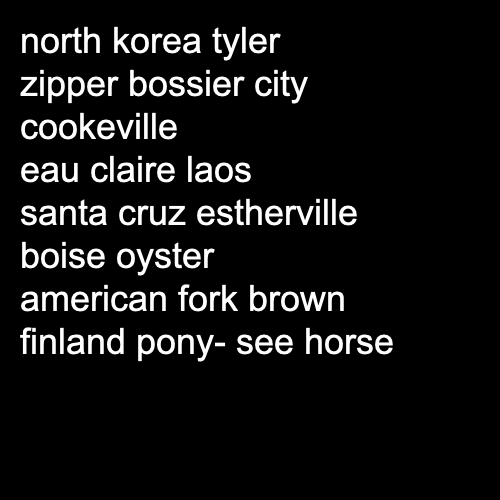 north korea tyler
zipper bossier city
cookeville
eau claire laos
santa cruz estherville
boise oyster
american fork brown
finland pony- see horse